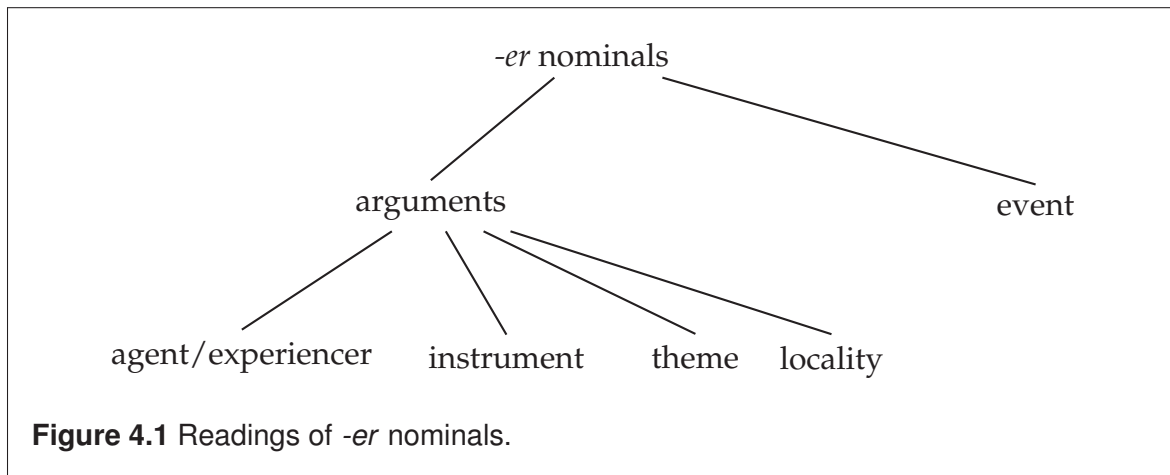 -er nominals
arguments
event
agent/experiencer instrument theme locality
Figure 4.1 Readings of -er nominals.